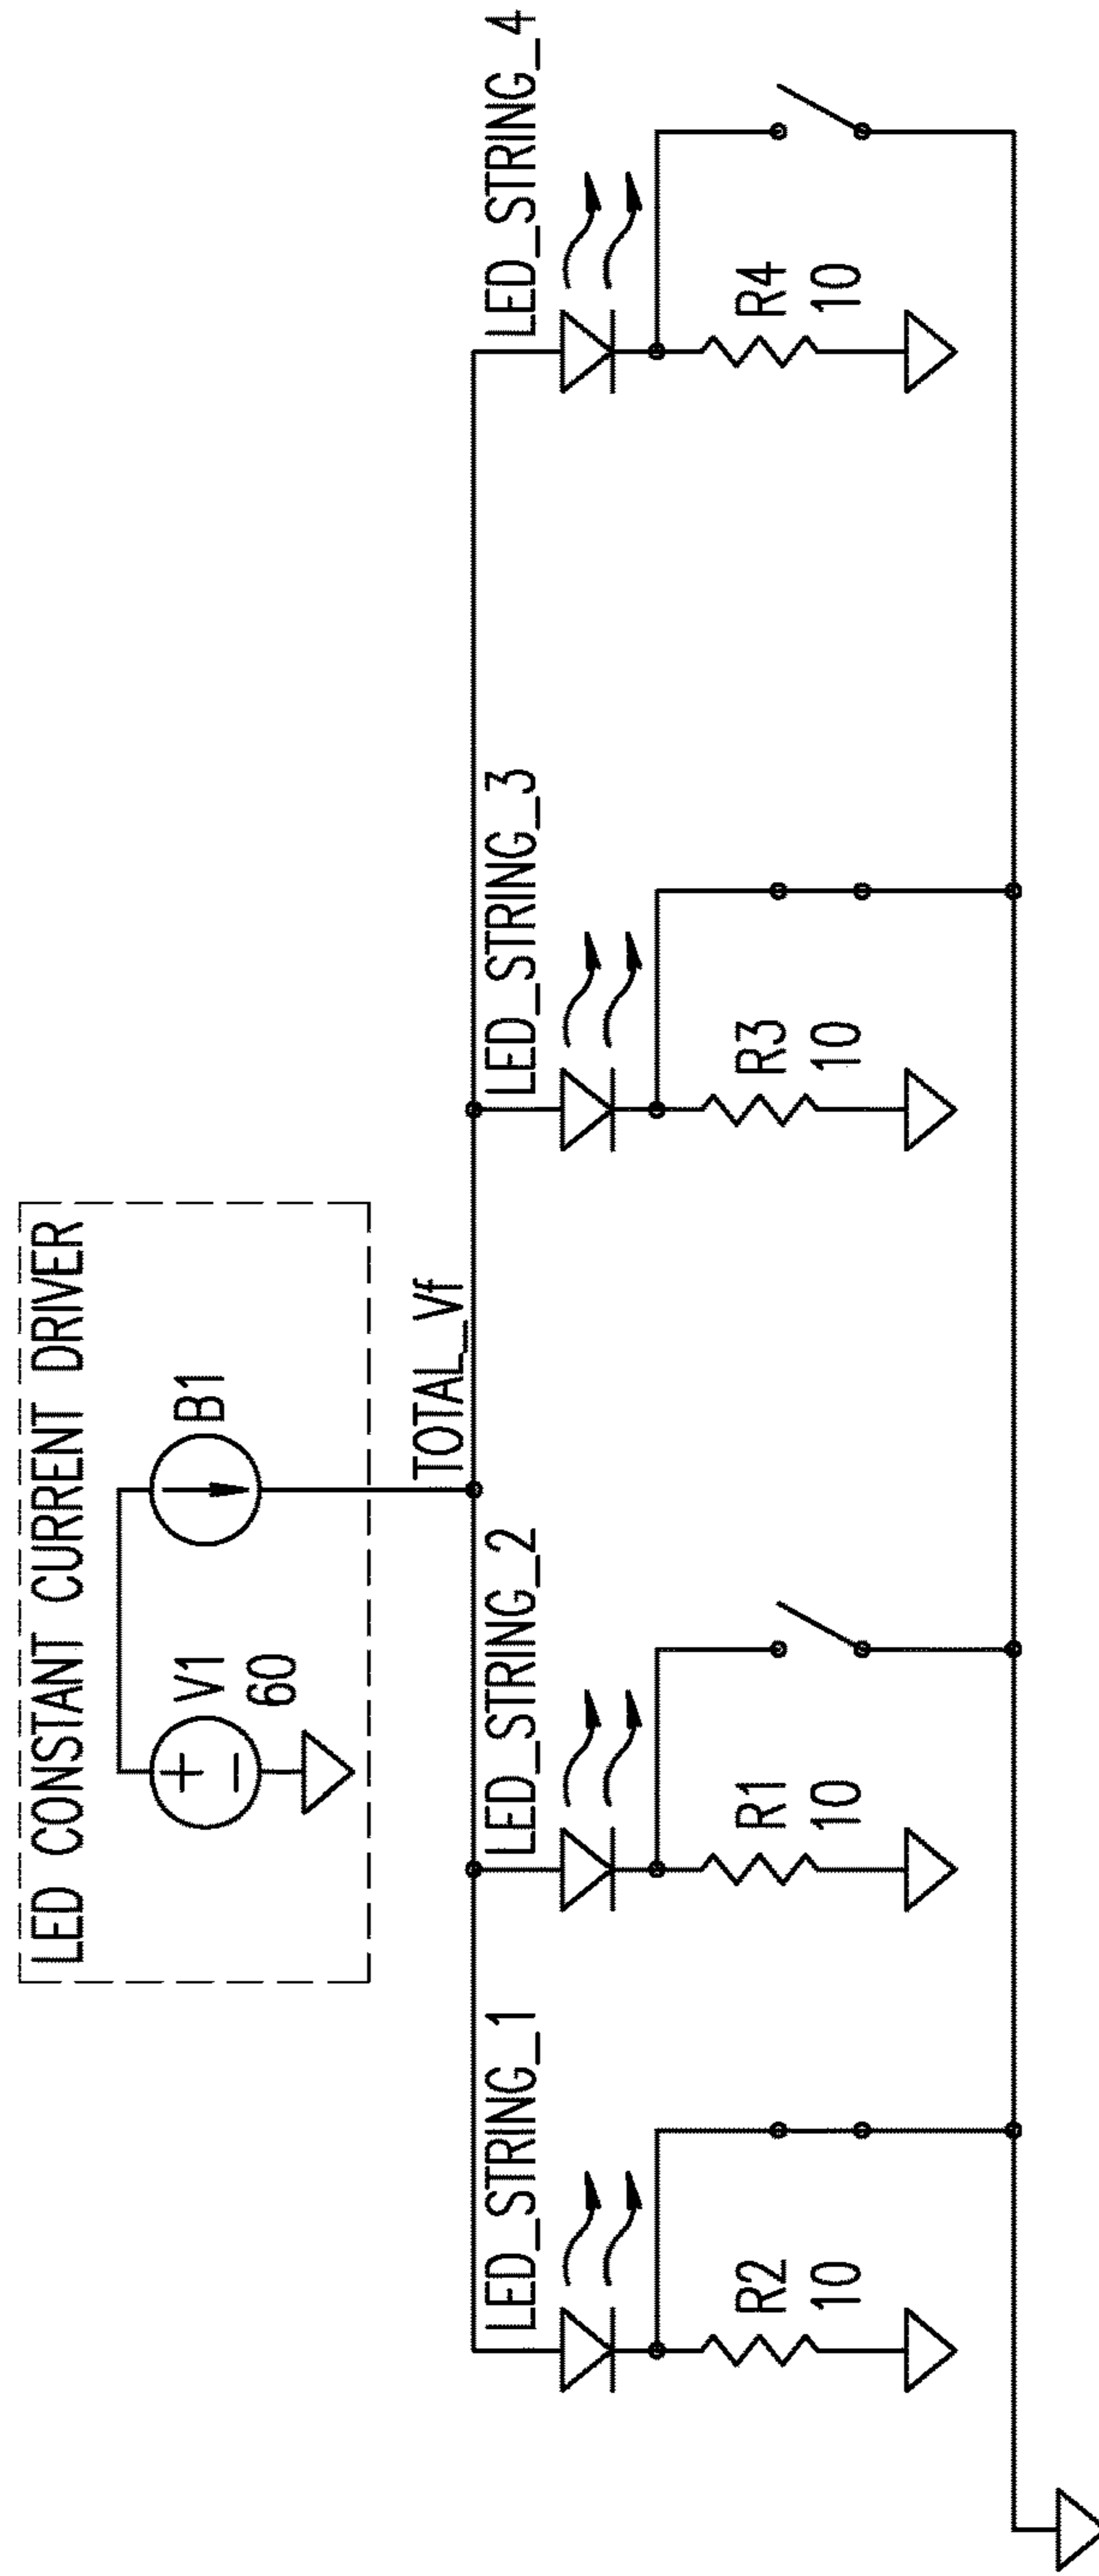 LED CONSTANT CURRENT DRIVER
V1
60
B1
TOTAL_Vf
LED_STRING_1
LED_STRING_2
LED_STRING_3
LED_STRING_4
R2
10
R1
10
R3
10
R4
10